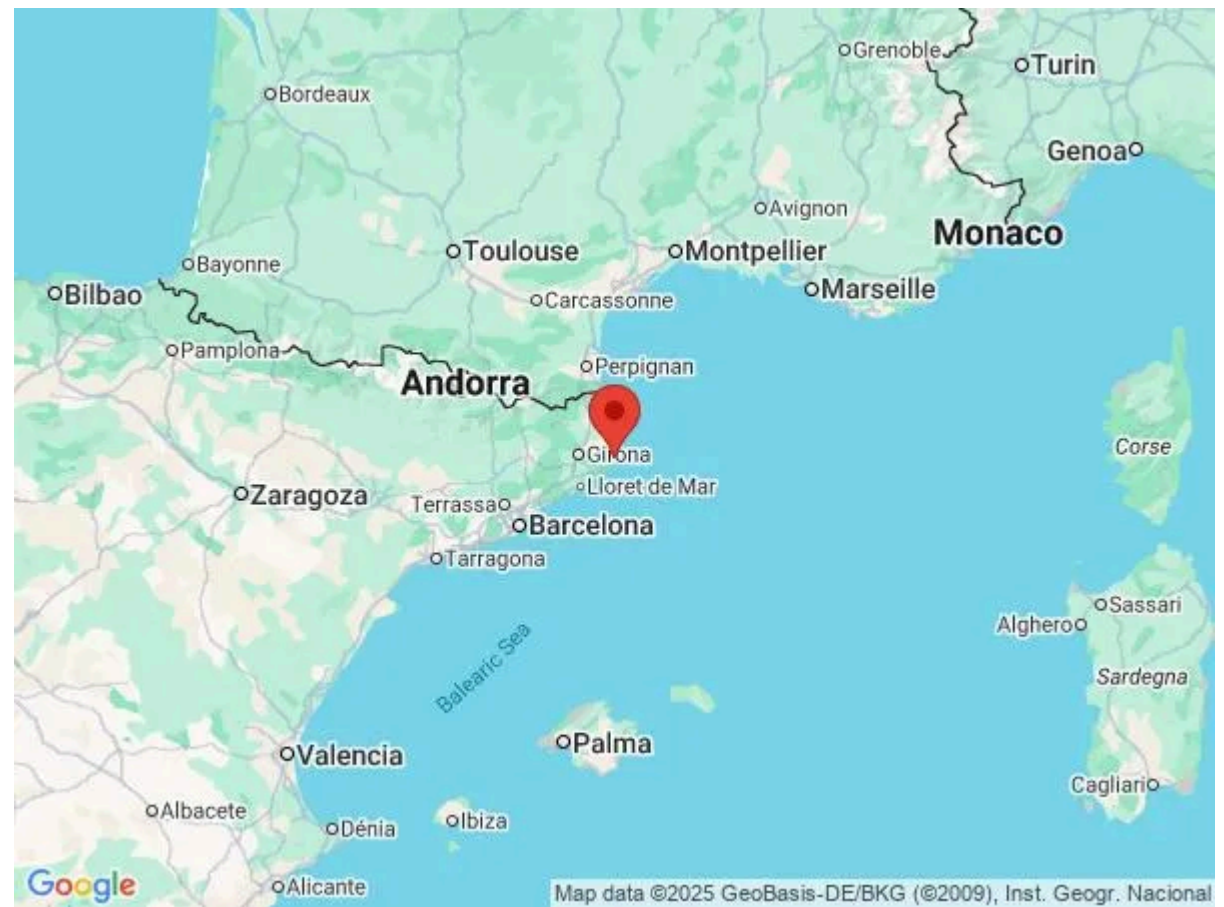 Grenoble
Turin
Bordeaux
Genoa
Avignon
Monaco
Toulouse
Montpellier
Bayonne
Bilbao
Marseille
Carcassonne
Pamplona
Perpignan
Andorra
Corse
Girona
Lloret de Mar
Zaragoza
Terrassa
Barcelona
Tarragona
Sassari
Alghero
Balearic Sea
Sardegna
Palma
Valencia
Cagliari
Albacete
Ibiza
Dénia
Alicante
Google
Map data ©2025 GeoBasis-DE/BKG (©2009), Inst. Geogr. Nacional